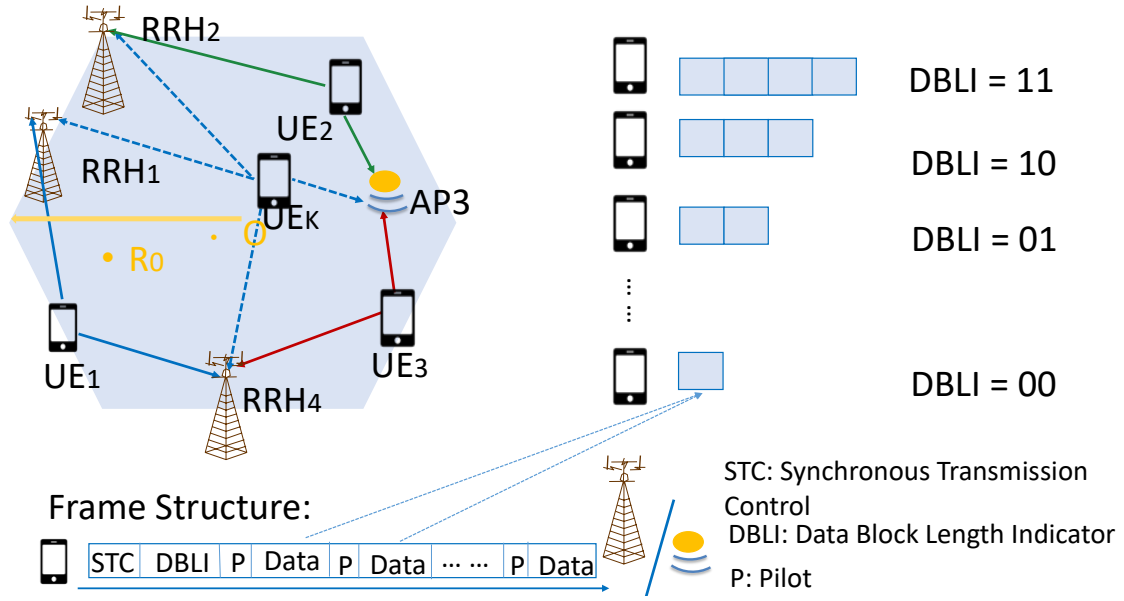 RRH2
UE2
RRH1
UEK
AP3
O
R0
UE1
UE3
RRH4
DBLI = 11
DBLI = 10
DBLI = 01
DBLI = 00
Frame Structure:
STC DBLI P Data P Data ... ... P Data
STC: Synchronous Transmission
Control
DBLI: Data Block Length Indicator
P: Pilot